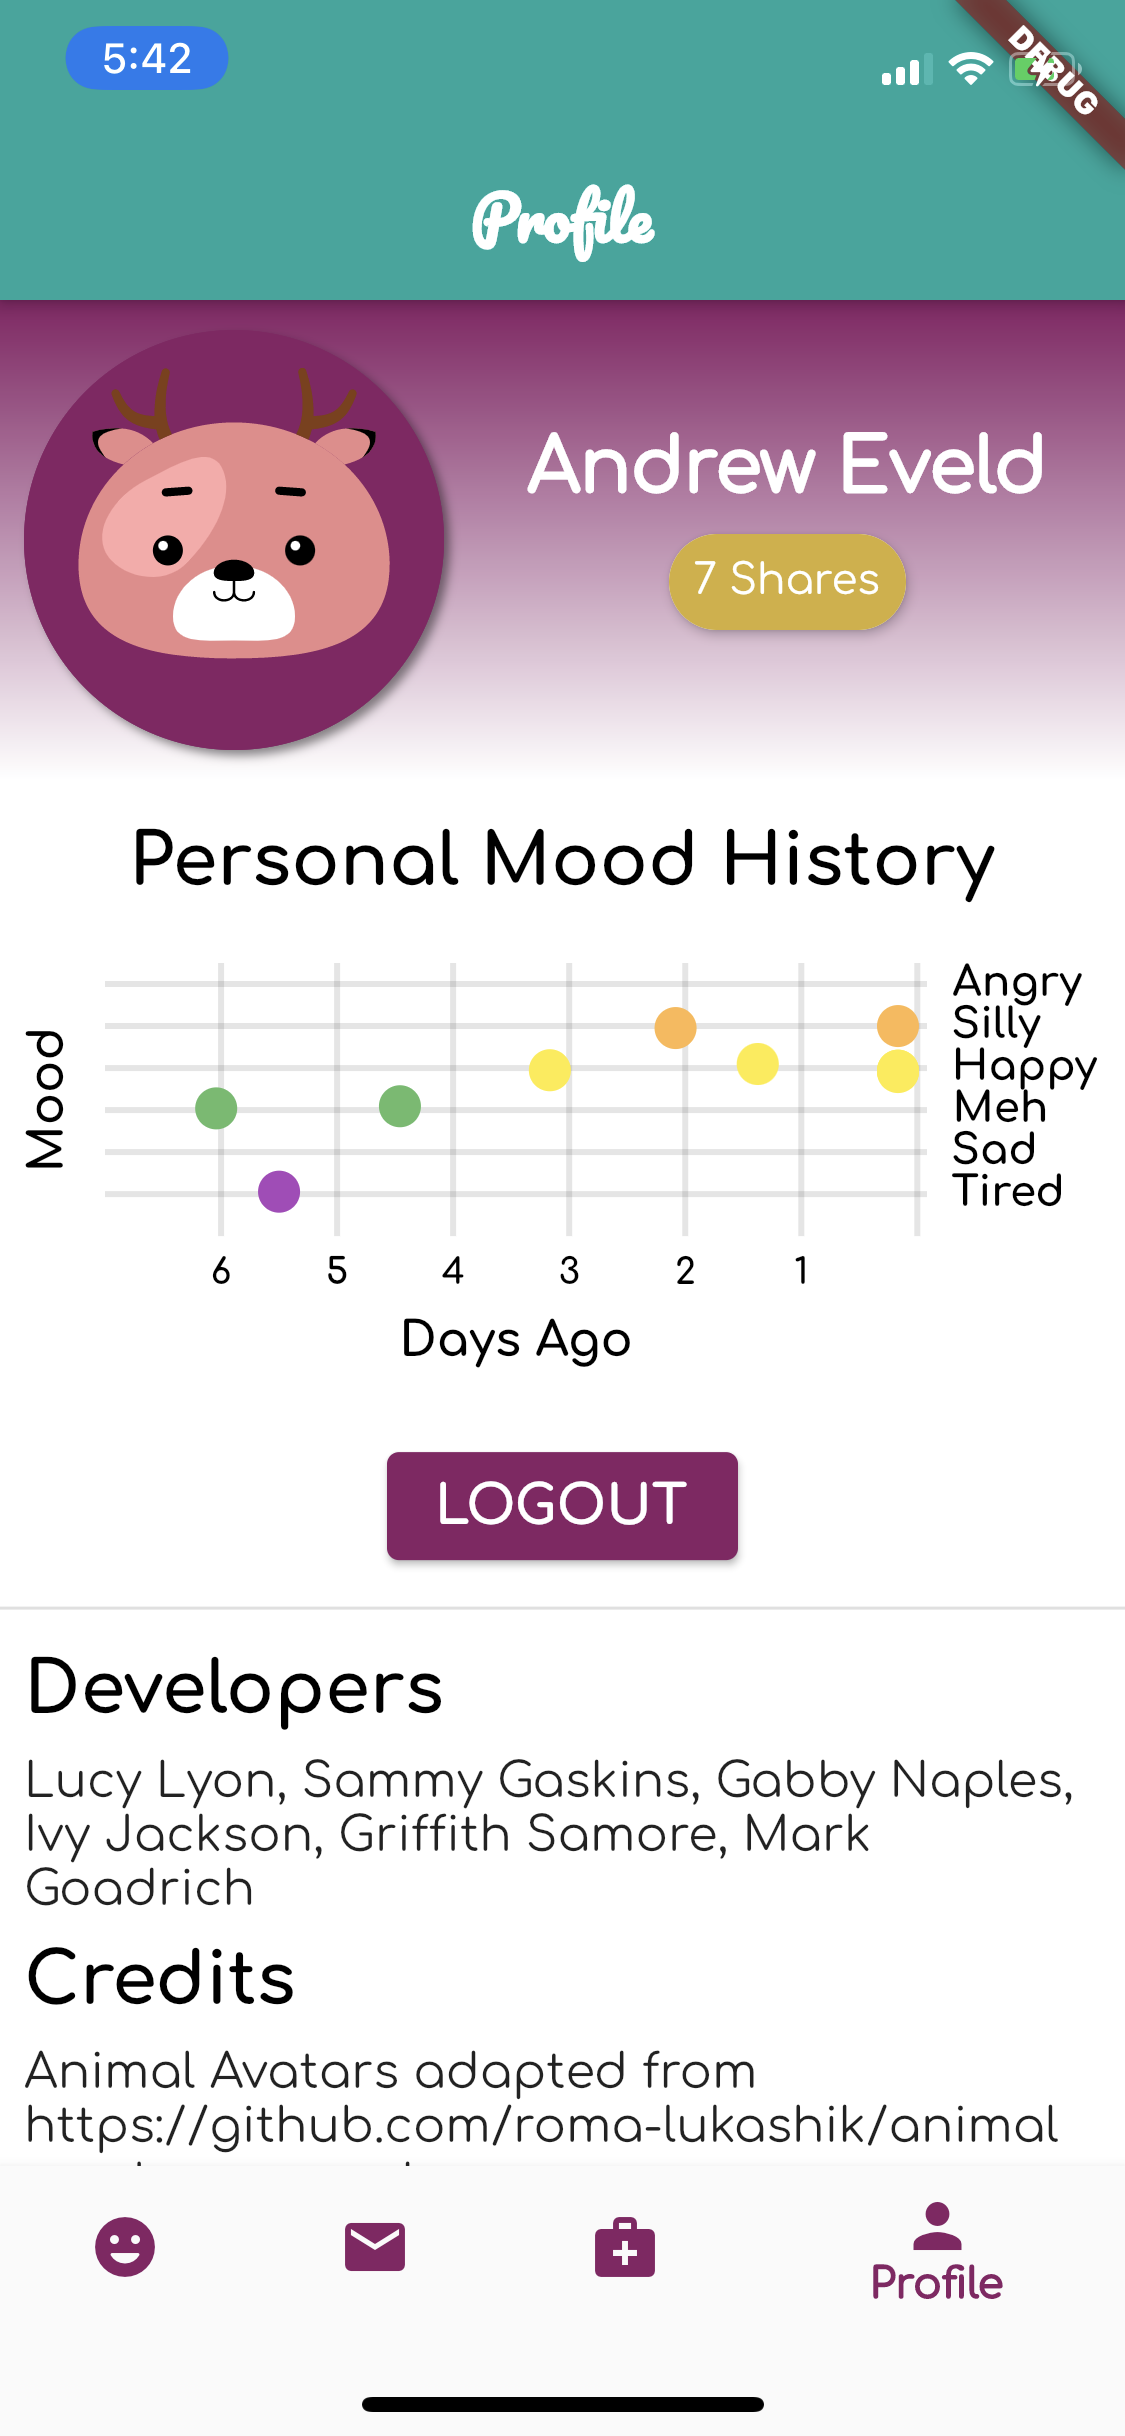 5:42
DEBUG
Profile
Andrew Eveld
7 Shares
Personal Mood History
Mood
Angry
Silly
Happy
Meh
Sad
Tired
6 5 4 3 2 1
Days Ago
LOGOUT
Developers
Lucy Lyon, Sammy Gaskins, Gabby Naples,
Ivy Jackson, Griffith Samore, Mark
Goadrich
Credits
Animal Avatars adapted from
https://github.com/roma-lukashik/animal
Profile